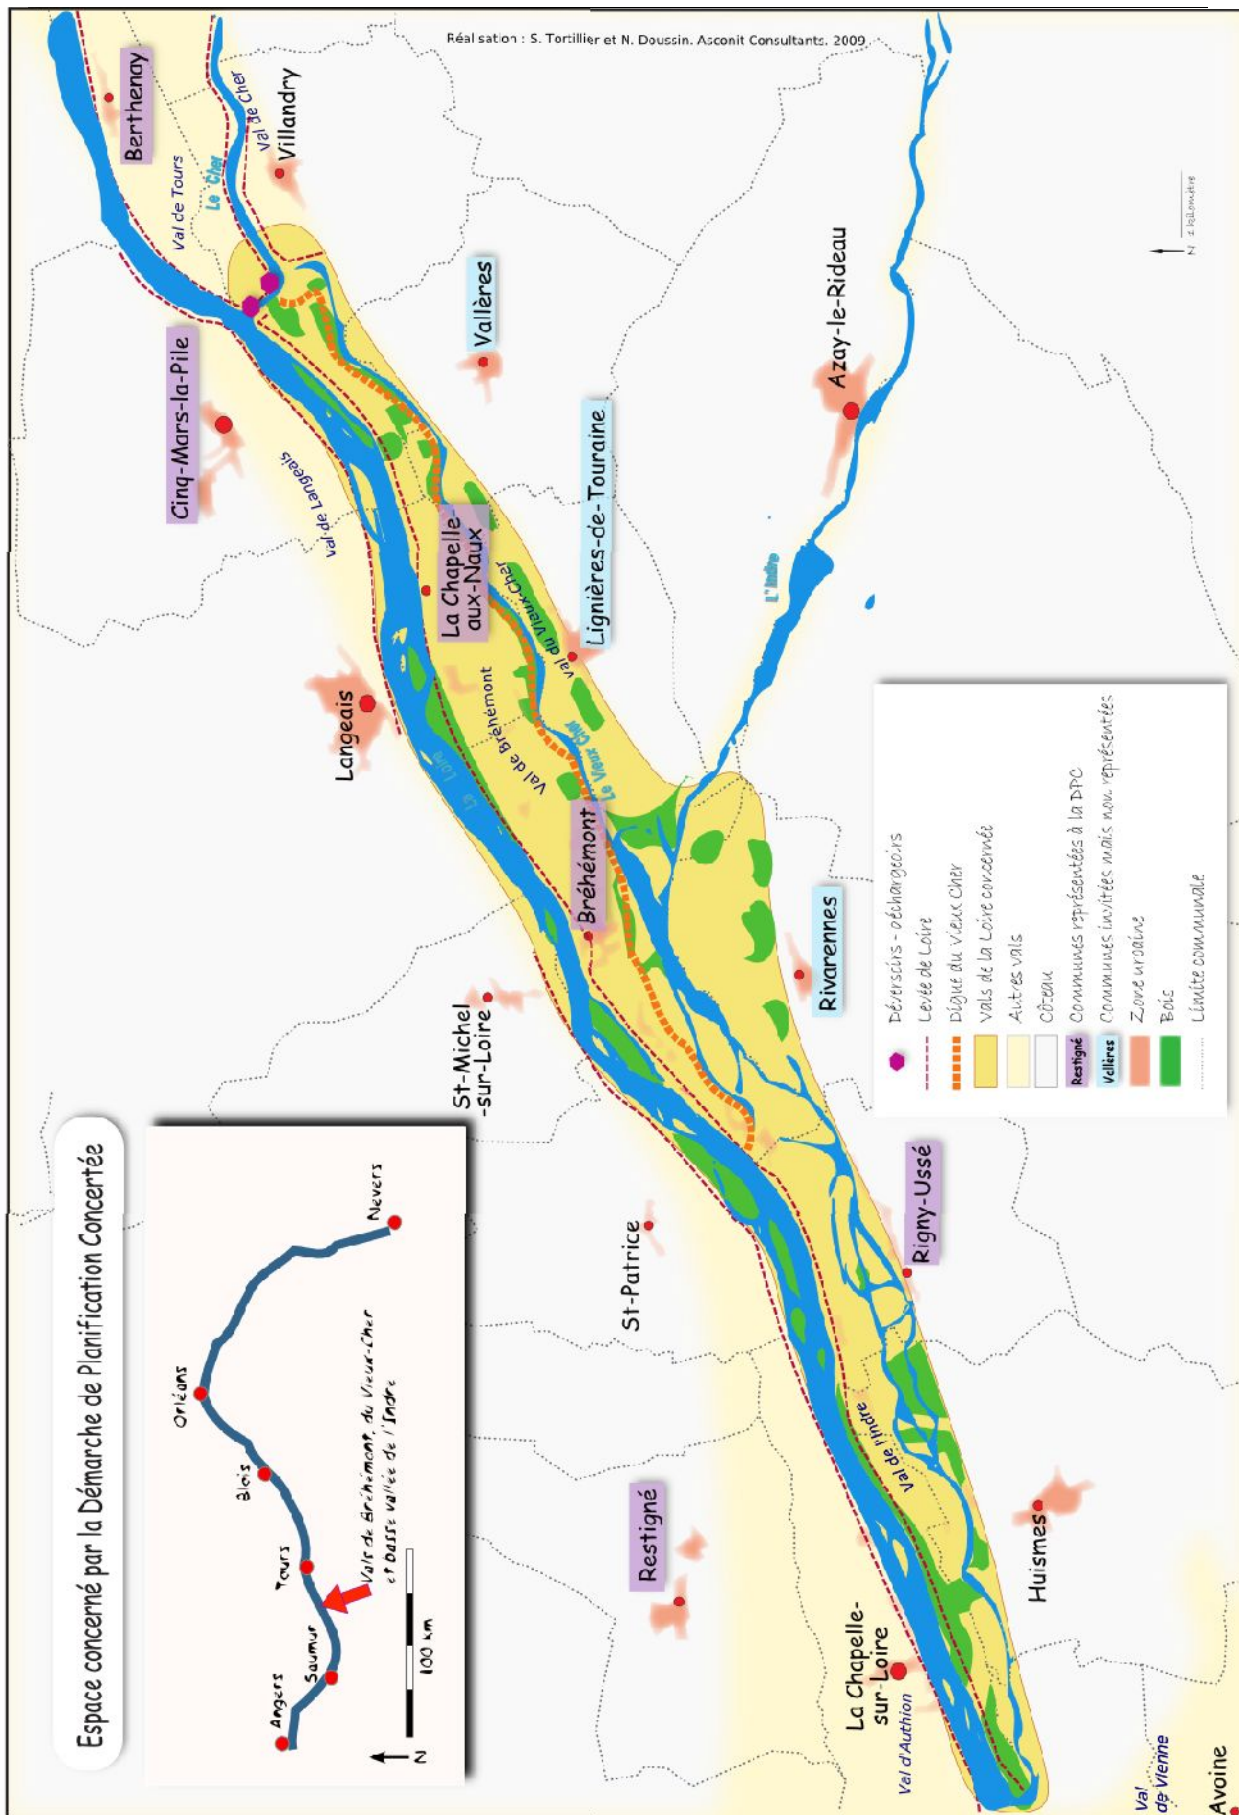 Espace concerné par la Démarche de Planification Concertée
Réalisation : S. Tortillier et N. Doussin. Asconit Consultants. 2009
Angers
Saumur
Tours
Blois
Orléans
Nevers
Vals de Bréhémont, du Vieux-Cher
et basse vallée de l'Indre
100 km
N
Berthenay
Val de Tours
Le Cher
Val de Cher
Villandry
Cinq-Mars-la-Pile
Val de Langeais
Vallères
La Chapelle
aux-Naux
Lignières-de-Touraine
Val du Vieux-Cher
Azay-le-Rideau
L'Indre
Langeais
La Loire
Val de Bréhémont
Le Vieux Cher
Bréhémont
St-Michel
-sur-Loire
Rivarennes
St-Patrice
Rigny-Ussé
Restigné
Val de l'Indre
Huismes
La Chapelle-
sur-Loire
Val d'Authion
Val
de Vienne
Avoine
N
1 kilomètre
Déversoirs - déchargeoirs
Levée de Loire
Digue du Vieux Cher
Vals de la Loire concernée
Autres vals
Côteau
Restigné Communes représentées à la DPC
Vallères Communes invitées mais non représentées
Zone urbaine
Bois
Limite communale